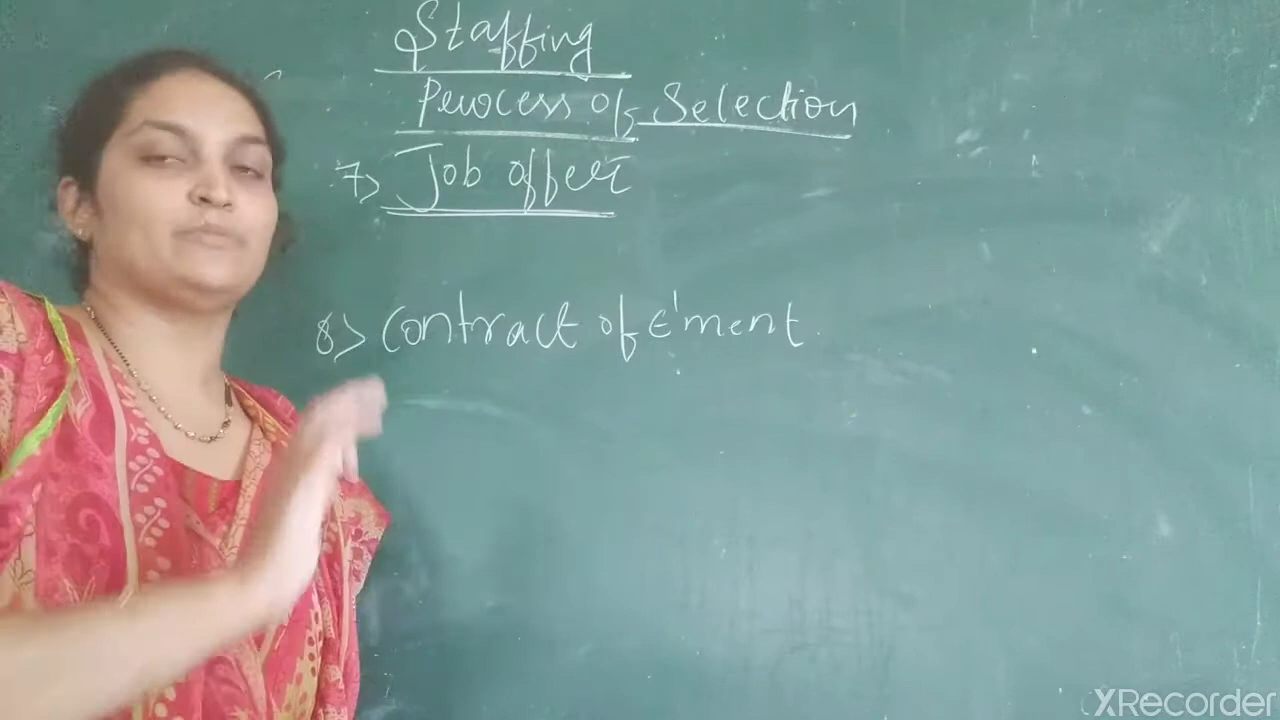 Staffing
Process of Selection
7> Job offer
8> Contract of E'ment.
XRecorder